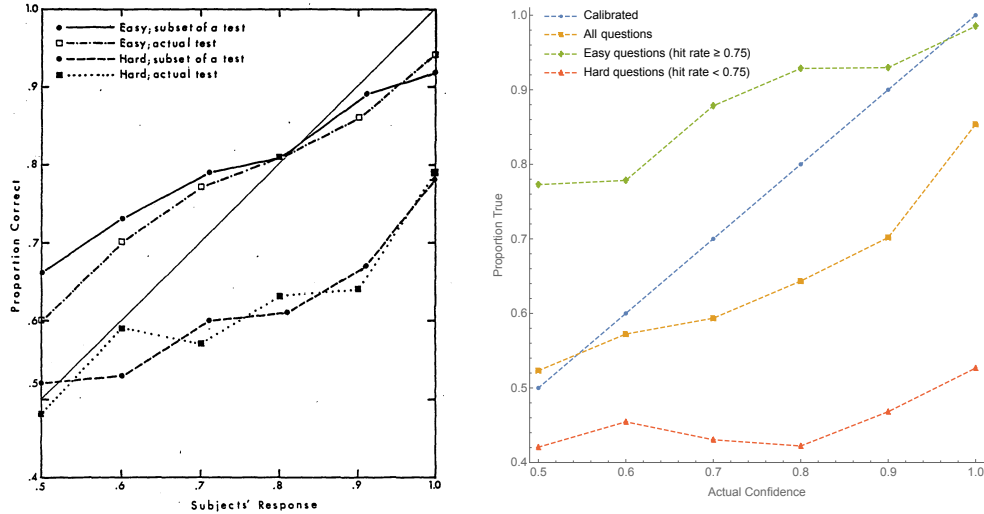 Easy; subset of a test
Easy; actual test
Hard; subset of a test
Hard; actual test
1.0
.9
.8
.7
.6
.5
.4
Proportion Correct
.5 .6 .7 .8 .9 1.0
Subjects' Response
Calibrated
All questions
Easy questions (hit rate ≥ 0.75)
Hard questions (hit rate < 0.75)
1.0
0.9
0.8
0.7
0.6
0.5
0.4
Proportion True
0.5 0.6 0.7 0.8 0.9 1.0
Actual Confidence